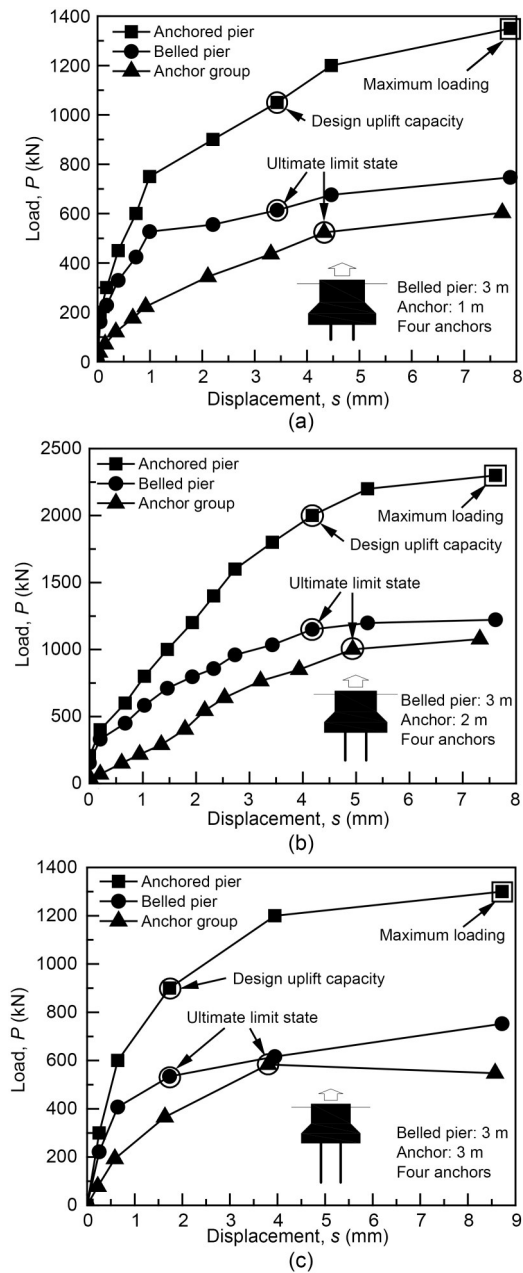 1400
1200
1000
800
600
400
200
0
Load, P (kN)
Anchored pier
Belled pier
Anchor group
Maximum loading
Design uplift capacity
Ultimate limit state
Belled pier: 3 m
Anchor: 1 m
Four anchors
0 1 2 3 4 5 6 7 8
Displacement, s (mm)
(a)
2500
2000
1500
1000
500
0
Load, P (kN)
Anchored pier
Belled pier
Anchor group
Maximum loading
Design uplift capacity
Ultimate limit state
Belled pier: 3 m
Anchor: 2 m
Four anchors
0 1 2 3 4 5 6 7 8
Displacement, s (mm)
(b)
1400
1200
1000
800
600
400
200
0
Load, P (kN)
Anchored pier
Belled pier
Anchor group
Maximum loading
Design uplift capacity
Ultimate limit state
Belled pier: 3 m
Anchor: 3 m
Four anchors
0 1 2 3 4 5 6 7 8 9
Displacement, s (mm)
(c)